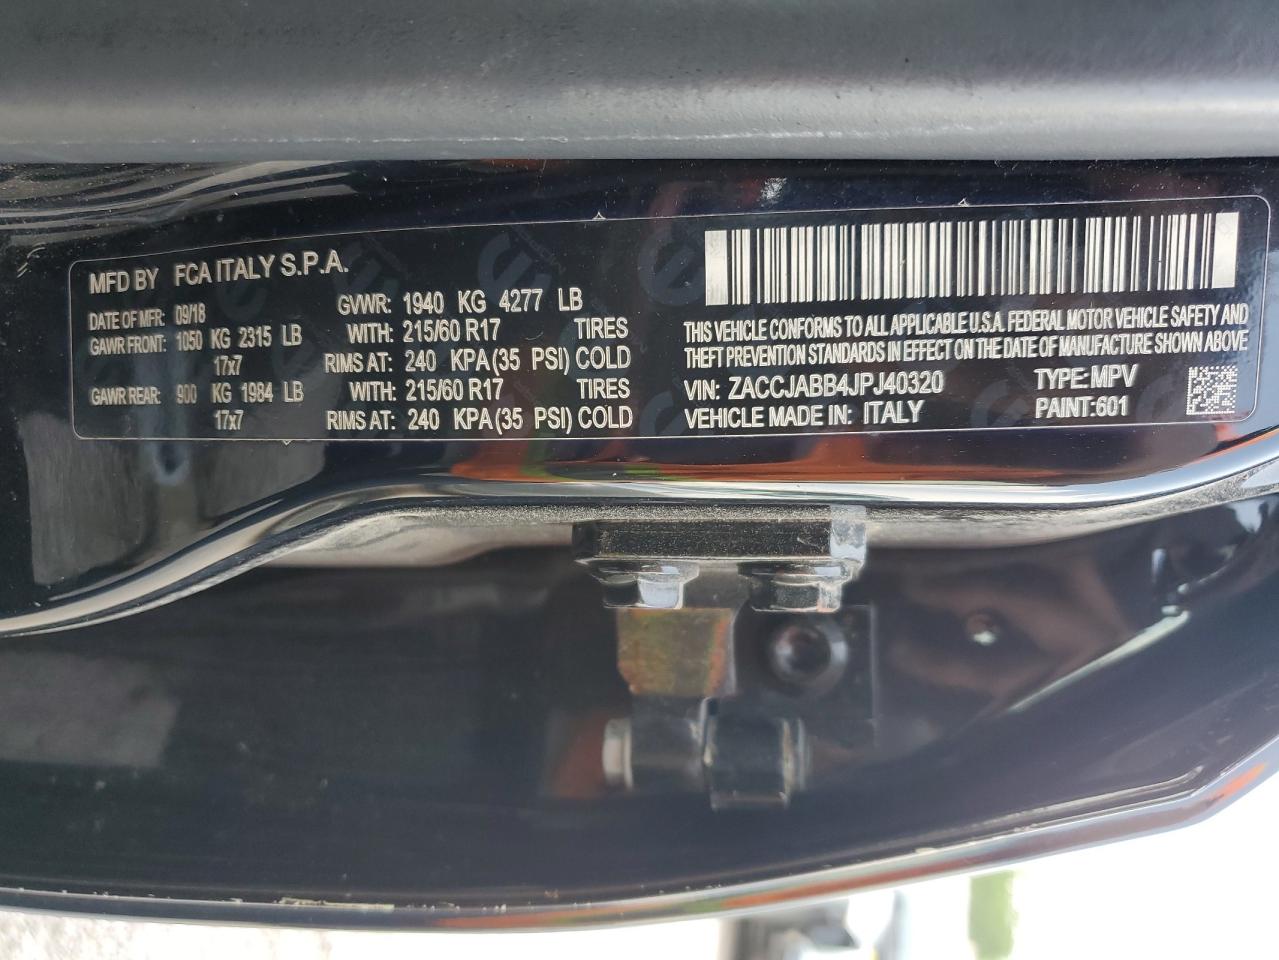 MFD BY FCA ITALY S.P.A.
DATE OF MFR: 09/18 GVWR: 1940 KG 4277 LB
GAWR FRONT: 1050 KG 2315 LB WITH: 215/60 R17 TIRES
17x7 RIMS AT: 240 KPA (35 PSI) COLD
GAWR REAR: 900 KG 1984 LB WITH: 215/60 R17 TIRES
17x7 RIMS AT: 240 KPA (35 PSI) COLD
THIS VEHICLE CONFORMS TO ALL APPLICABLE U.S.A. FEDERAL MOTOR VEHICLE SAFETY AND
THEFT PREVENTION STANDARDS IN EFFECT ON THE DATE OF MANUFACTURE SHOWN ABOVE
VIN: ZACCJABB4JPJ40320 TYPE: MPV
VEHICLE MADE IN: ITALY PAINT: 601